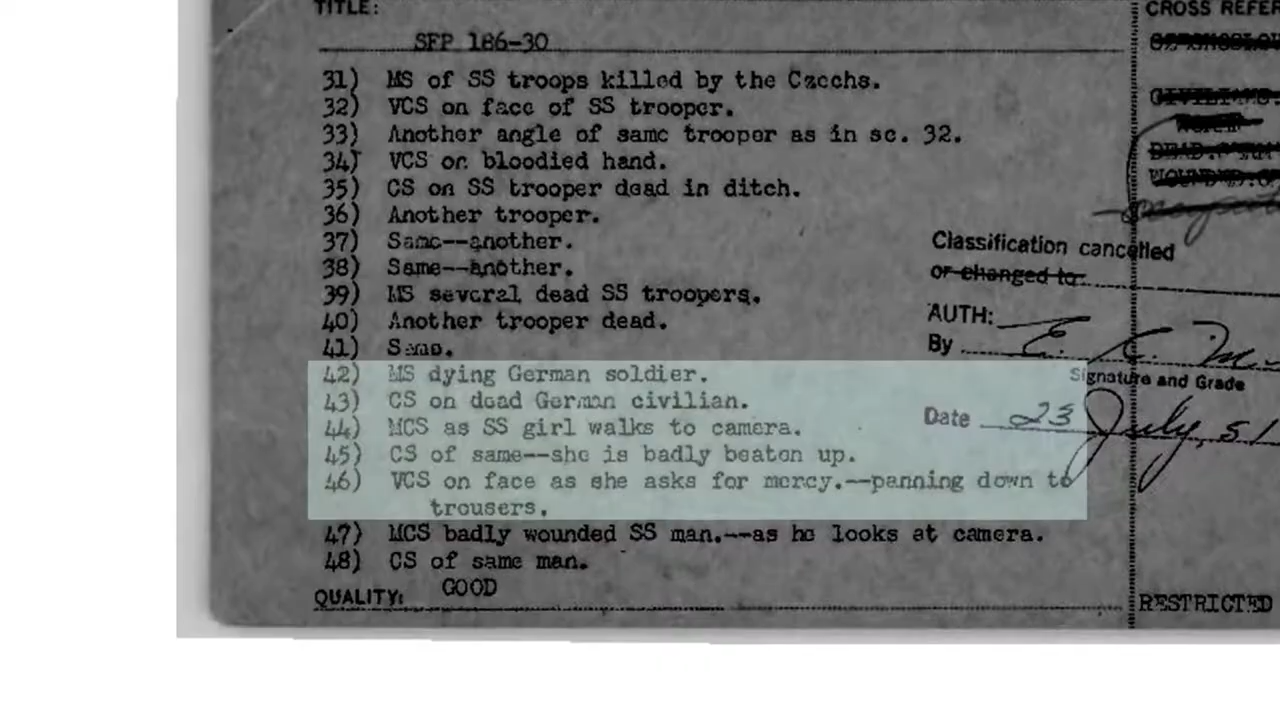 TITLE:
SFP 186-30
31) MS of SS troops killed by the Czechs.
32) VCS on face of SS trooper.
33) Another angle of same trooper as in sc. 32.
34) VCS on bloodied hand.
35) CS on SS trooper dead in ditch.
36) Another trooper.
37) Same--another.
38) Same--another.
39) MS several dead SS troopers.
40) Another trooper dead.
41) Same.
42) MS dying German soldier.
43) CS on dead German civilian.
44) MCS as SS girl walks to camera.
45) CS of same--she is badly beaten up.
46) VCS on face as she asks for mercy.--panning down to
trousers.
47) MCS badly wounded SS man.--as he looks at camera.
48) CS of same man.
QUALITY: GOOD
CROSS REFER
Classification cancelled
or changed to
AUTH:
By E. C.
Signature and Grade
Date 23 July, 51
RESTRICTED